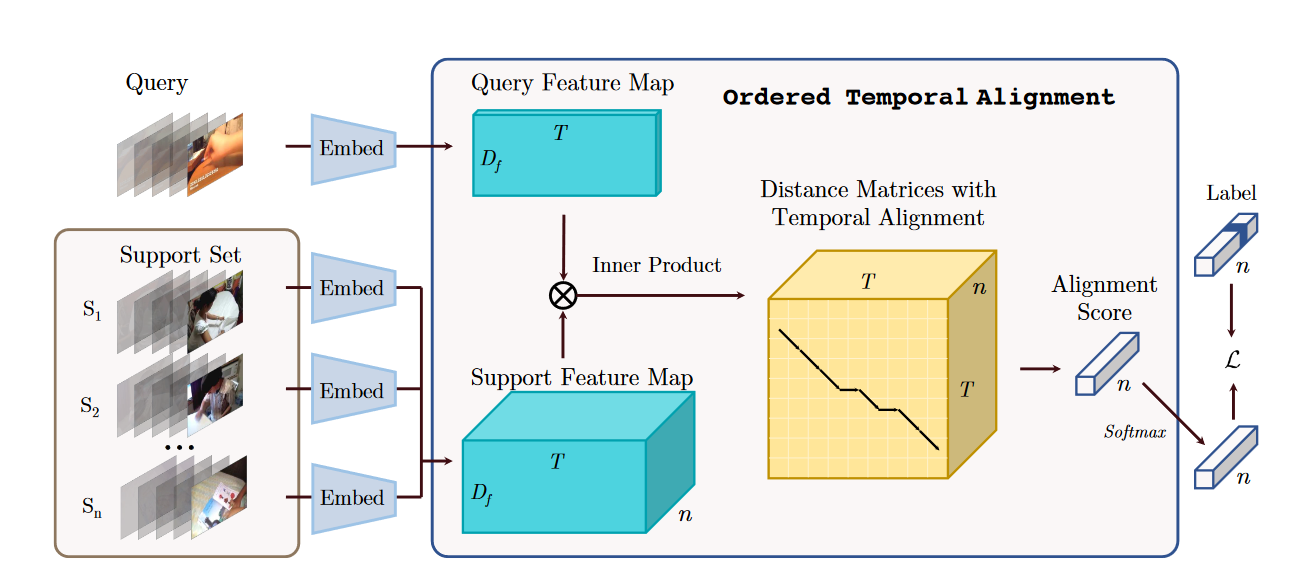 Query
Embed
Query Feature Map
T
D_f
Ordered Temporal Alignment
Support Set
S_1
S_2
...
S_n
Embed
Embed
Embed
Inner Product
Support Feature Map
T
D_f
n
Distance Matrices with
Temporal Alignment
T
n
T
Alignment
Score
n
Softmax
Label
n
ℒ
n